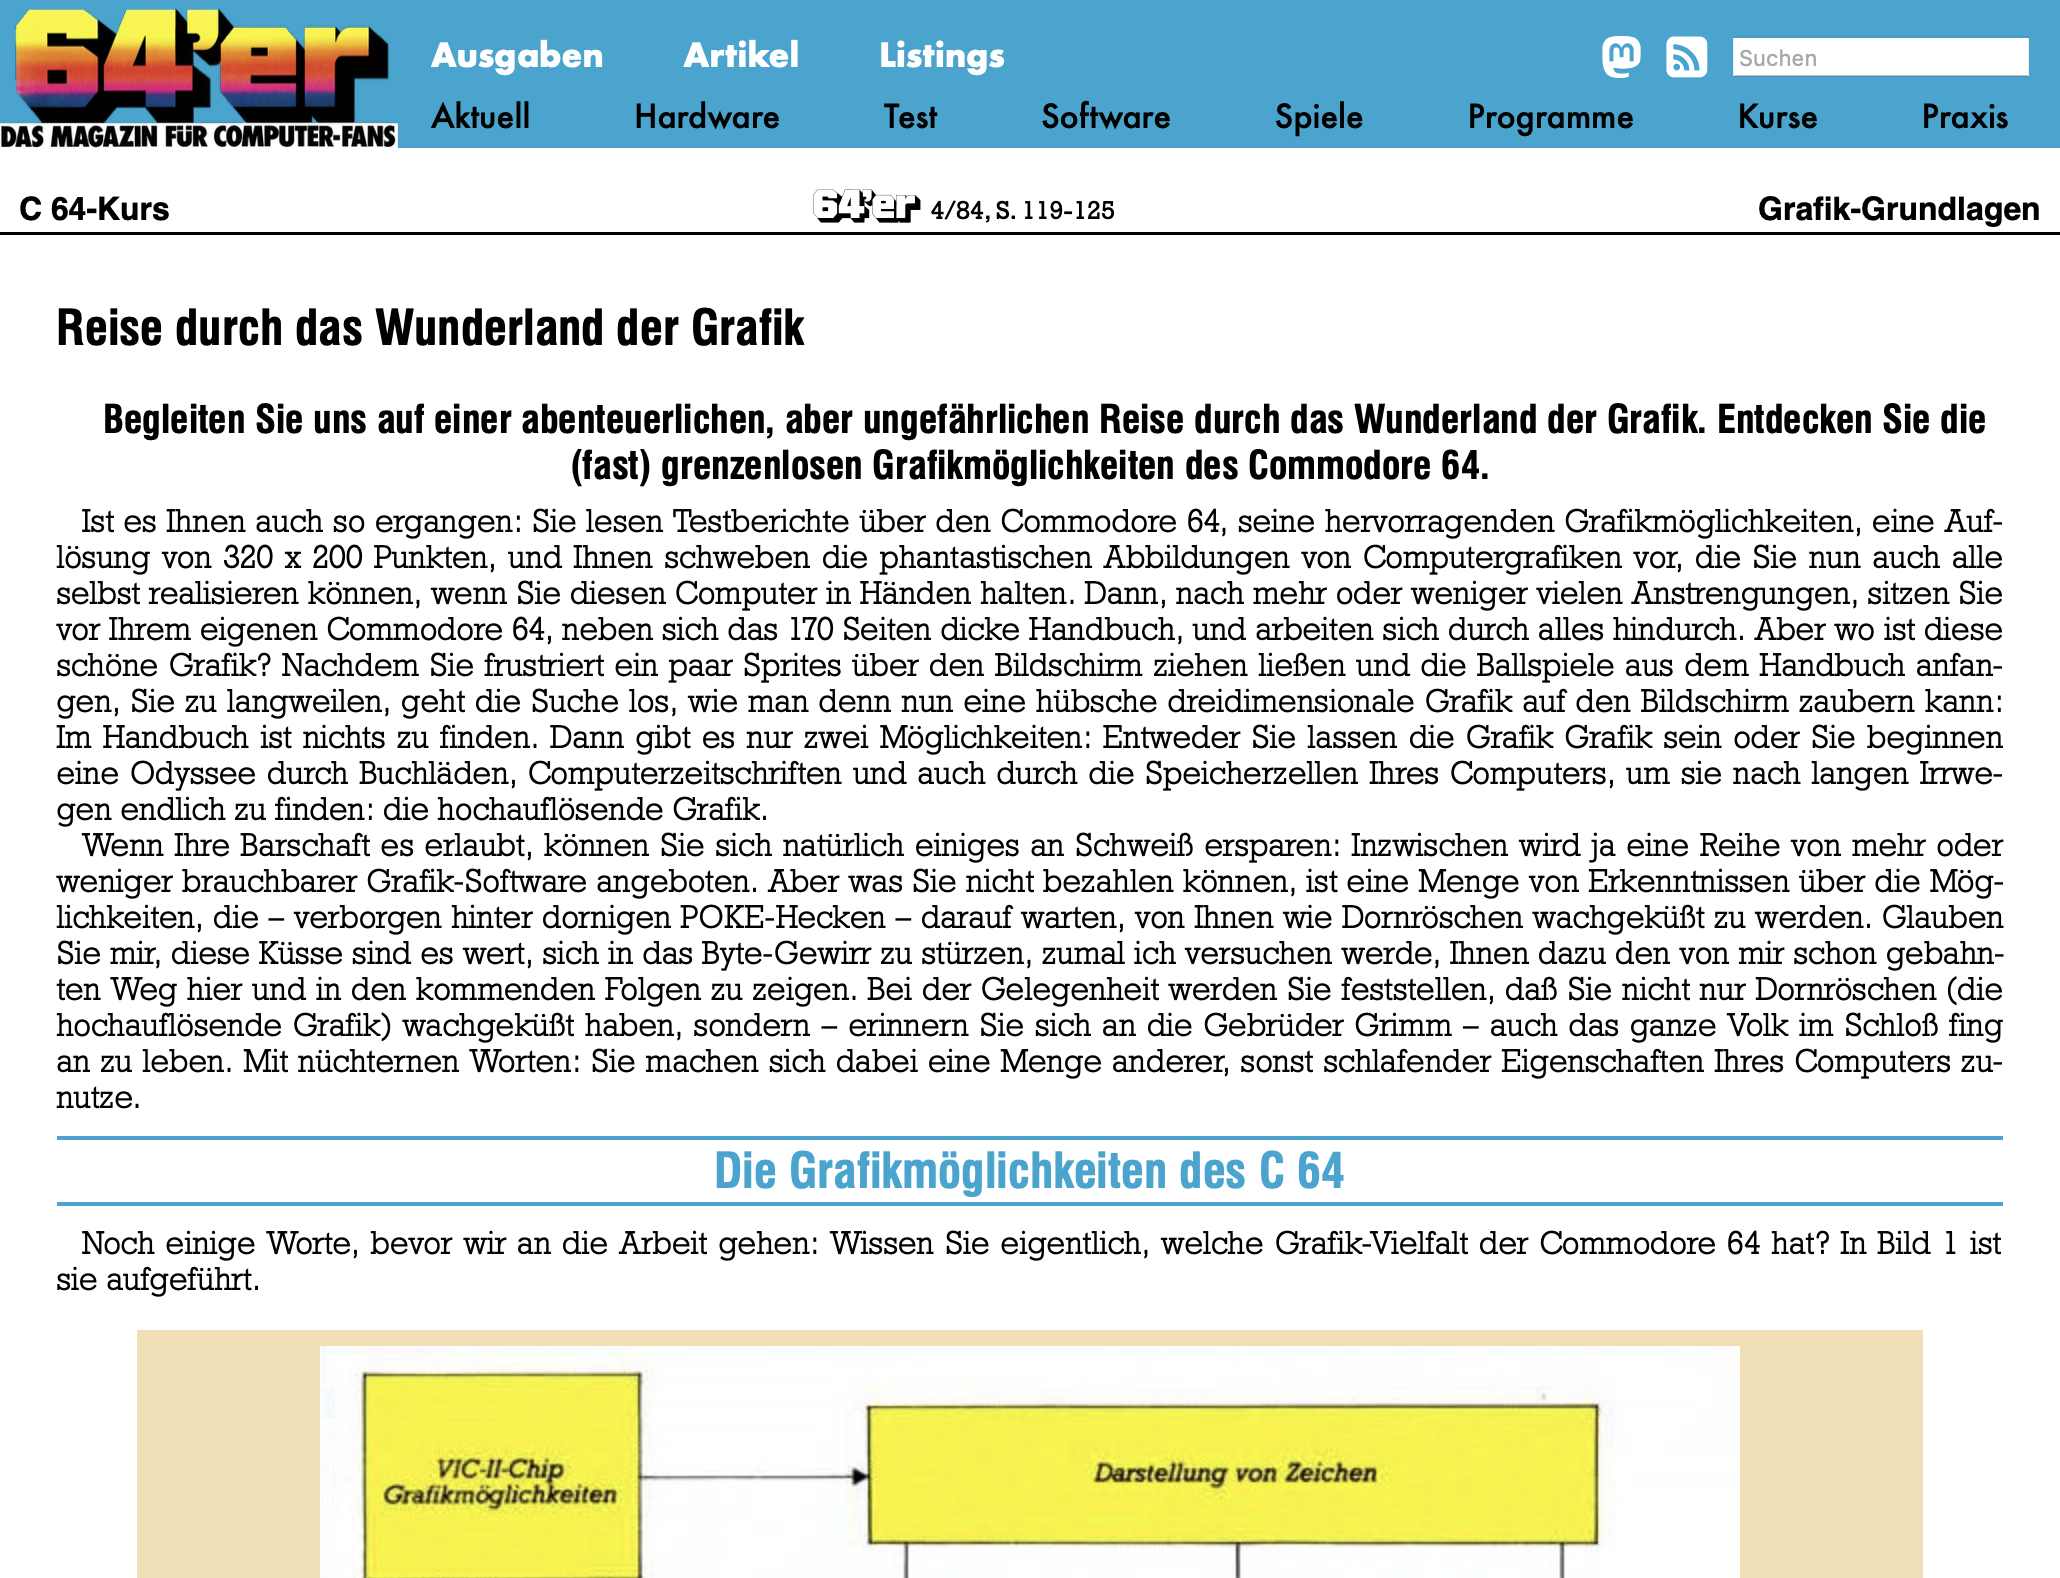 64'er
DAS MAGAZIN FÜR COMPUTER-FANS
Ausgaben Artikel Listings
Suchen
Aktuell Hardware Test Software Spiele Programme Kurse Praxis
C 64-Kurs 64'er 4/84, S. 119-125 Grafik-Grundlagen
Reise durch das Wunderland der Grafik
Begleiten Sie uns auf einer abenteuerlichen, aber ungefährlichen Reise durch das Wunderland der Grafik. Entdecken Sie die
(fast) grenzenlosen Grafikmöglichkeiten des Commodore 64.
Ist es Ihnen auch so ergangen: Sie lesen Testberichte über den Commodore 64, seine hervorragenden Grafikmöglichkeiten, eine Auf-
lösung von 320 x 200 Punkten, und Ihnen schweben die phantastischen Abbildungen von Computergrafiken vor, die Sie nun auch alle
selbst realisieren können, wenn Sie diesen Computer in Händen halten. Dann, nach mehr oder weniger vielen Anstrengungen, sitzen Sie
vor Ihrem eigenen Commodore 64, neben sich das 170 Seiten dicke Handbuch, und arbeiten sich durch alles hindurch. Aber wo ist diese
schöne Grafik? Nachdem Sie frustriert ein paar Sprites über den Bildschirm ziehen ließen und die Ballspiele aus dem Handbuch anfan-
gen, Sie zu langweilen, geht die Suche los, wie man denn nun eine hübsche dreidimensionale Grafik auf den Bildschirm zaubern kann:
Im Handbuch ist nichts zu finden. Dann gibt es nur zwei Möglichkeiten: Entweder Sie lassen die Grafik Grafik sein oder Sie beginnen
eine Odyssee durch Buchläden, Computerzeitschriften und auch durch die Speicherzellen Ihres Computers, um sie nach langen Irrwe-
gen endlich zu finden: die hochauflösende Grafik.
Wenn Ihre Barschaft es erlaubt, können Sie sich natürlich einiges an Schweiß ersparen: Inzwischen wird ja eine Reihe von mehr oder
weniger brauchbarer Grafik-Software angeboten. Aber was Sie nicht bezahlen können, ist eine Menge von Erkenntnissen über die Mög-
lichkeiten, die – verborgen hinter dornigen POKE-Hecken – darauf warten, von Ihnen wie Dornröschen wachgeküßt zu werden. Glauben
Sie mir, diese Küsse sind es wert, sich in das Byte-Gewirr zu stürzen, zumal ich versuchen werde, Ihnen dazu den von mir schon gebahn-
ten Weg hier und in den kommenden Folgen zu zeigen. Bei der Gelegenheit werden Sie feststellen, daß Sie nicht nur Dornröschen (die
hochauflösende Grafik) wachgeküßt haben, sondern – erinnern Sie sich an die Gebrüder Grimm – auch das ganze Volk im Schloß fing
an zu leben. Mit nüchternen Worten: Sie machen sich dabei eine Menge anderer, sonst schlafender Eigenschaften Ihres Computers zu-
nutze.
Die Grafikmöglichkeiten des C 64
Noch einige Worte, bevor wir an die Arbeit gehen: Wissen Sie eigentlich, welche Grafik-Vielfalt der Commodore 64 hat? In Bild 1 ist
sie aufgeführt.
VIC-II-Chip
Grafikmöglichkeiten
Darstellung von Zeichen